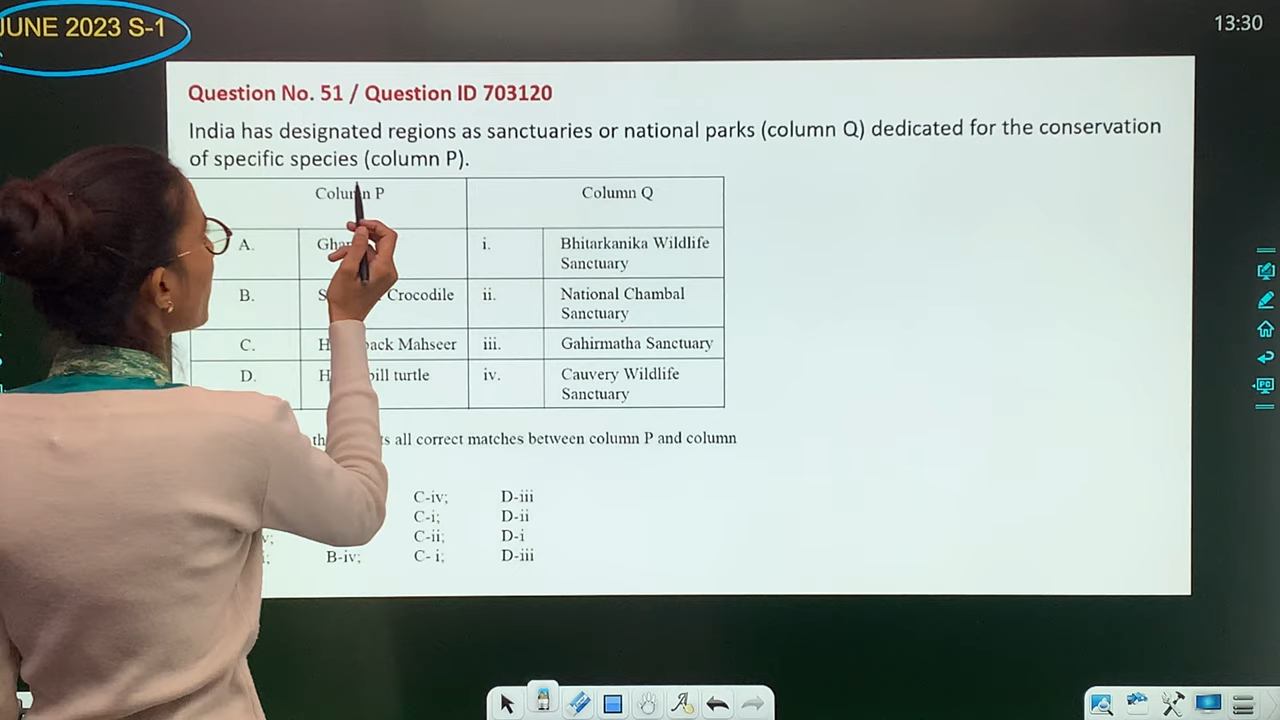 JUNE 2023 S-1
13:30
Question No. 51 / Question ID 703120
India has designated regions as sanctuaries or national parks (column Q) dedicated for the conservation
of specific species (column P).
Column P Column Q
A. i. Bhitarkanika Wildlife
Sanctuary
B. Crocodile ii. National Chambal
Sanctuary
C. Mahseer iii. Gahirmatha Sanctuary
D. turtle iv. Cauvery Wildlife
Sanctuary
all correct matches between column P and column
C-iv; D-iii
C-i; D-ii
C-ii; D-i
B-iv; C- i; D-iii
PC